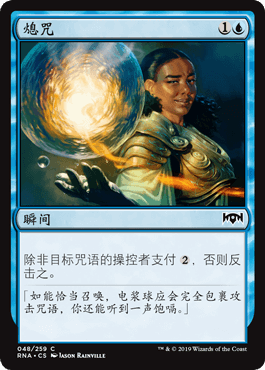 熄咒 1
瞬间
除非目标咒语的操控者支付 2，否则反
击之。
「如能恰当召唤，电浆球应会完全包裹攻
击咒语，你还能听到一声饱嗝。」
048/259 C
RNA • CS JASON RAINVILLE
™ & © 2019 Wizards of the Coast